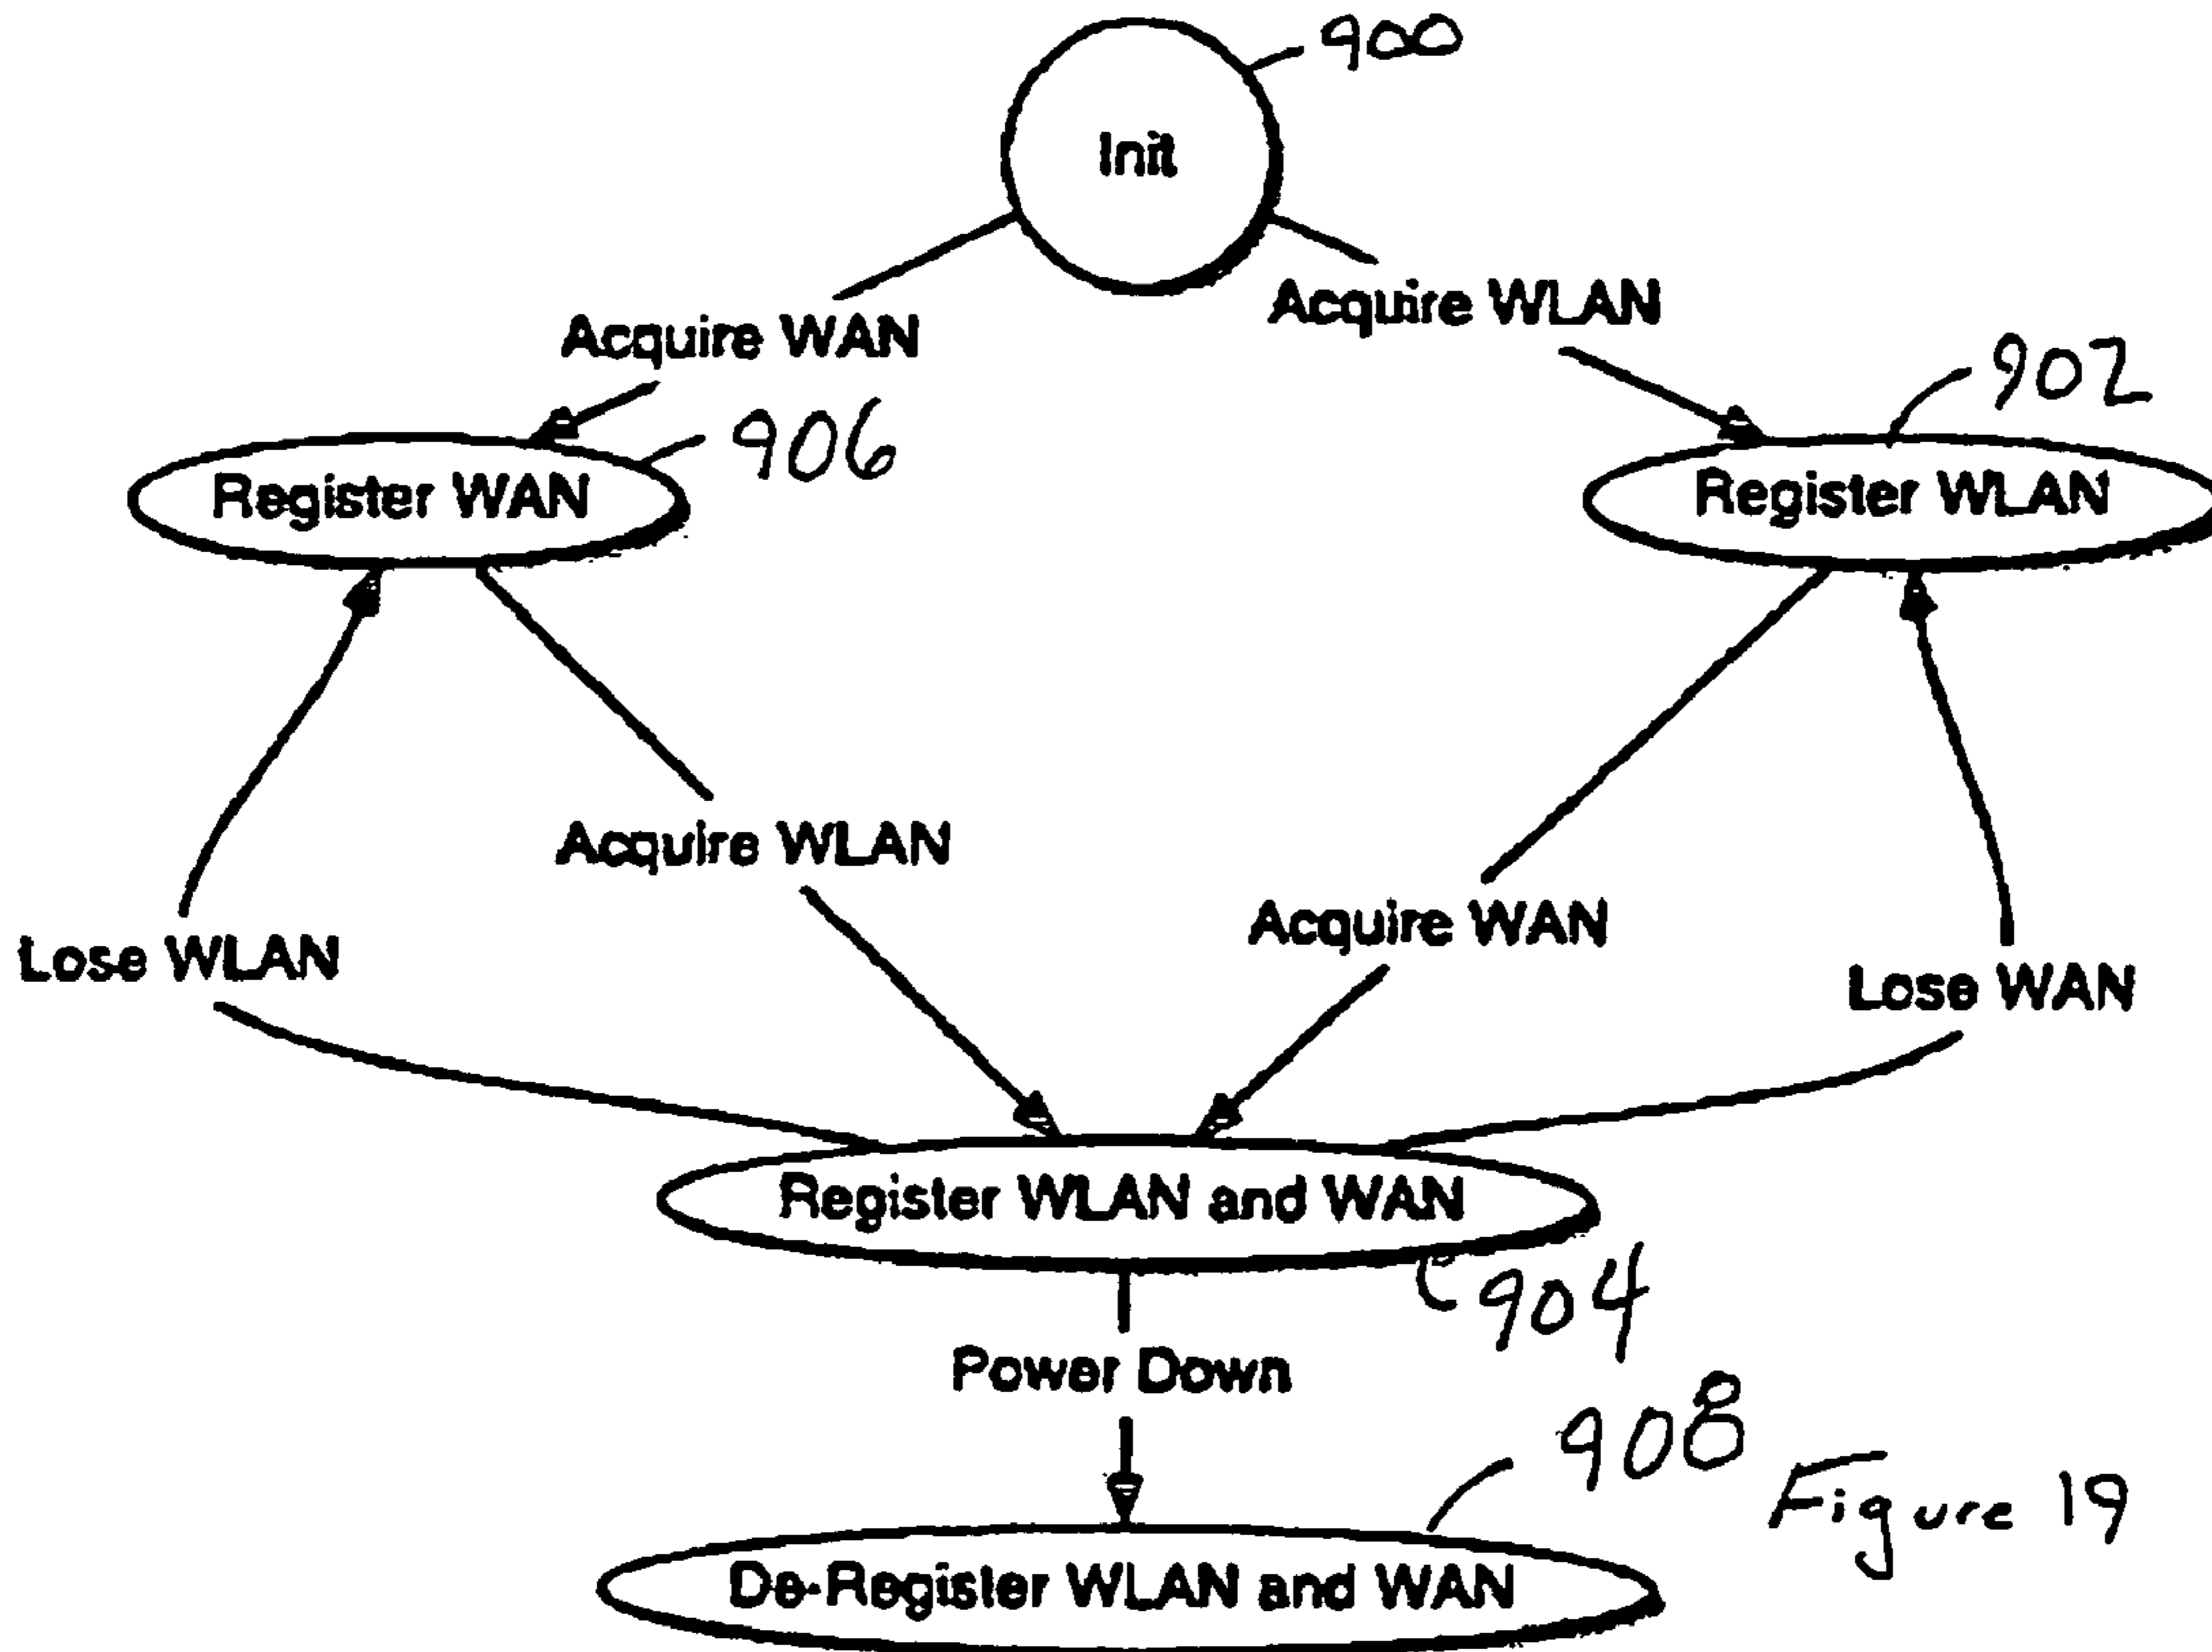 900
Init
Acquire WLAN
Acquire WAN
902
906
Register WAN
Register WLAN
Acquire WLAN
Acquire WAN
Lose WLAN
Lose WAN
Register WLAN and WAN
904
Power Down
908
Figure 19
De-Register WLAN and WAN